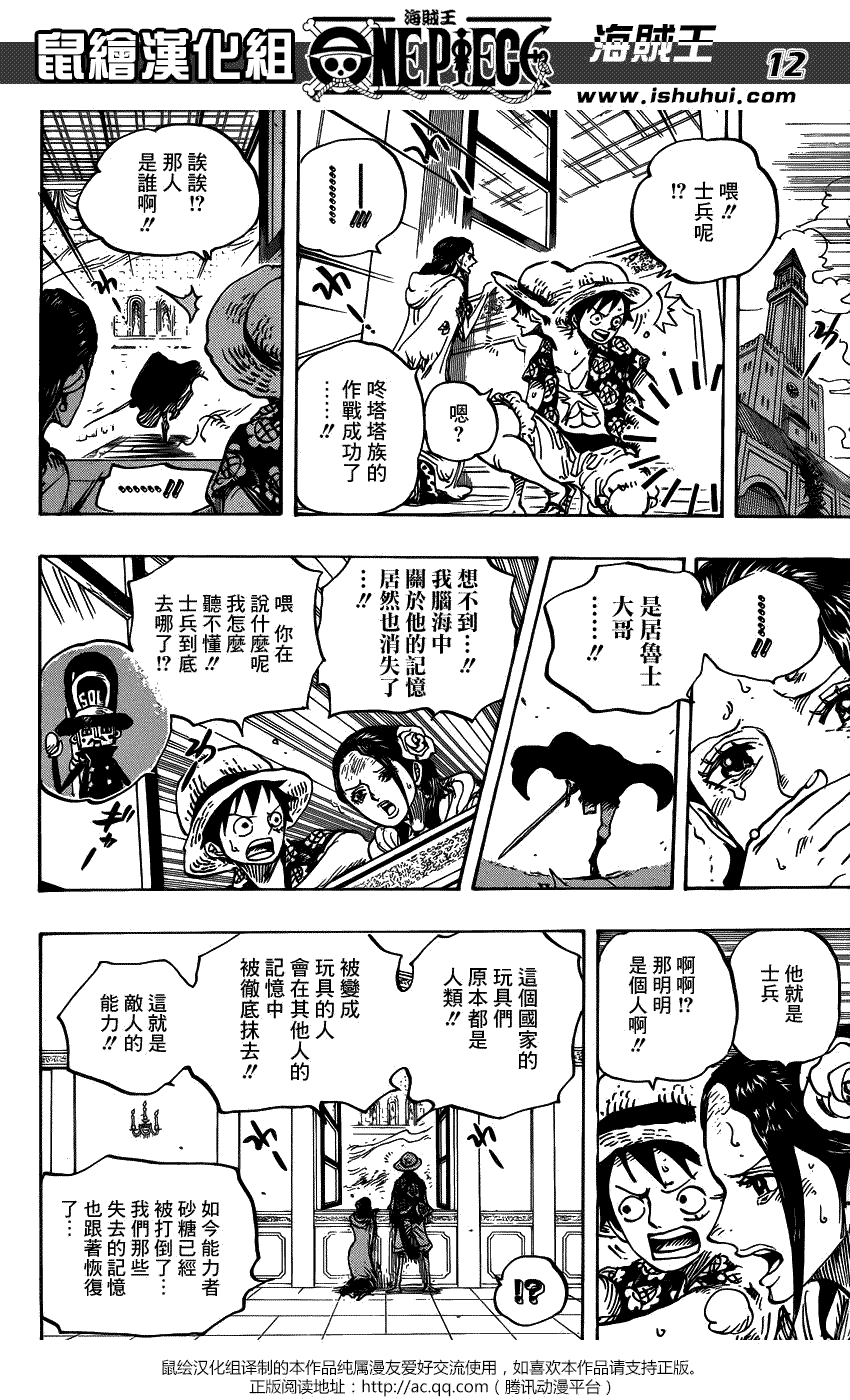 鼠繪漢化組
海賊王
ONE PIECE
海賊王
12
www.ishuhui.com
喂!!
士兵呢
!?
——
………!!!
嗯?
咚塔塔族的
作戰成功了
……!!
誒誒!?
那人
是誰啊!!
………!!
………!!
是居魯士
大哥
………!!
想不到…!!
我腦海中
關於他的記憶
居然也消失了
…!!
喂 你在
說什麼呢
我怎麼
聽不懂!!
士兵到底
去哪了!?
SOL
他就是
士兵
啊啊!?
那明明
是個人啊!!
這個國家的
玩具們
原本都是
人類!!
被變成
玩具的人
會在其他人的
記憶中
被徹底抹去!!
這就是
敵人的
能力!!
!?
如今能力者
砂糖已經
被打倒了…
我們那些
失去的記憶
也跟著恢復
了…
鼠绘汉化组译制的本作品纯属漫友爱好交流使用，如喜欢本作品请支持正版。
正版阅读地址：http://ac.qq.com（腾讯动漫平台）